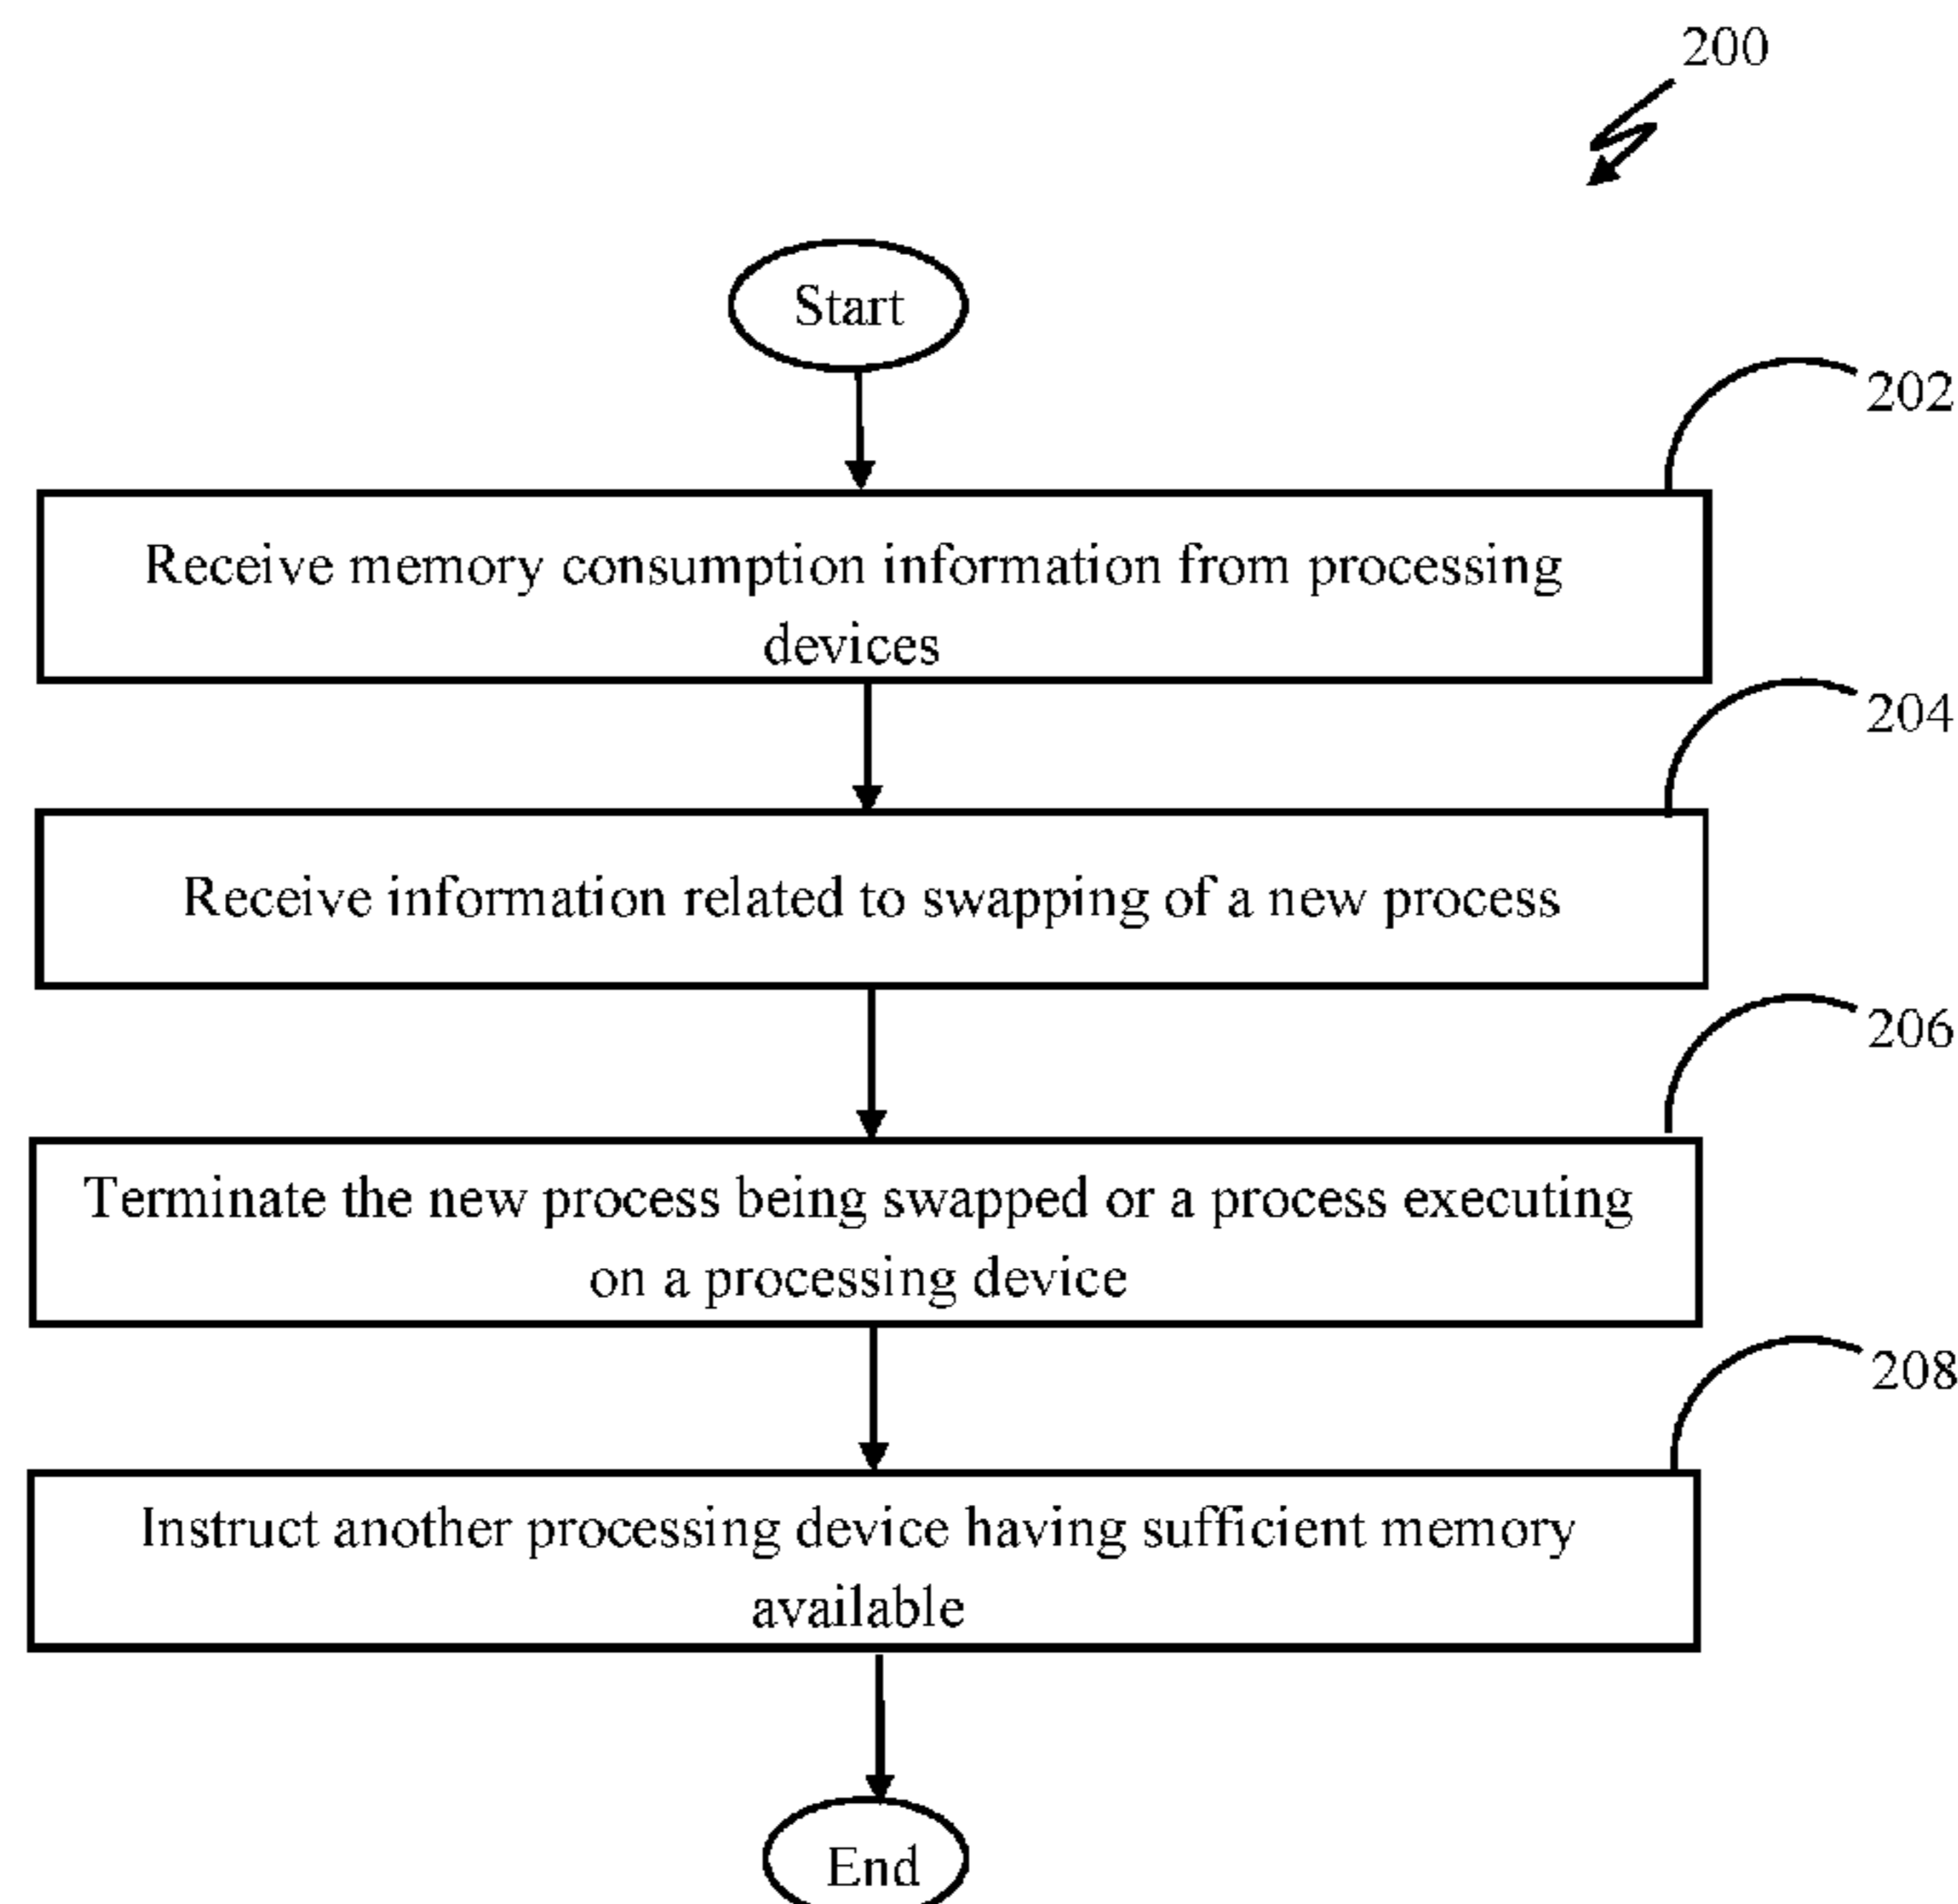 200
Start
202
Receive memory consumption information from processing
devices
204
Receive information related to swapping of a new process
206
Terminate the new process being swapped or a process executing
on a processing device
208
Instruct another processing device having sufficient memory
available
End